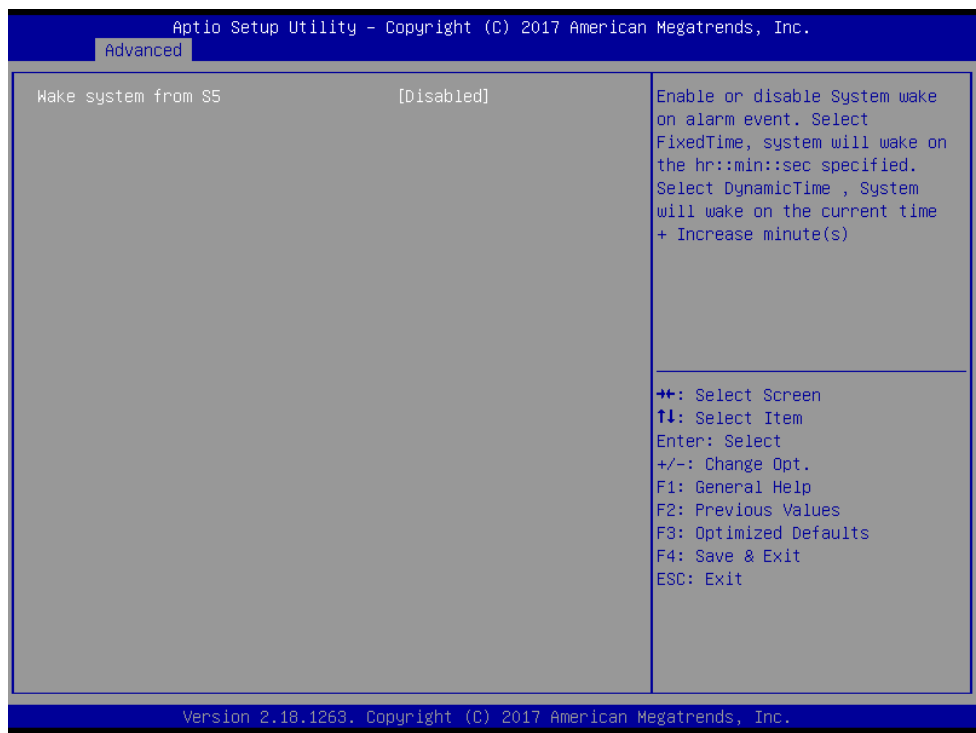 Aptio Setup Utility – Copyright (C) 2017 American Megatrends, Inc.
Advanced
Wake system from S5 [Disabled]
Enable or disable System wake
on alarm event. Select
FixedTime, system will wake on
the hr::min::sec specified.
Select DynamicTime , System
will wake on the current time
+ Increase minute(s)
→←: Select Screen
↑↓: Select Item
Enter: Select
+/-: Change Opt.
F1: General Help
F2: Previous Values
F3: Optimized Defaults
F4: Save & Exit
ESC: Exit
Version 2.18.1263. Copyright (C) 2017 American Megatrends, Inc.